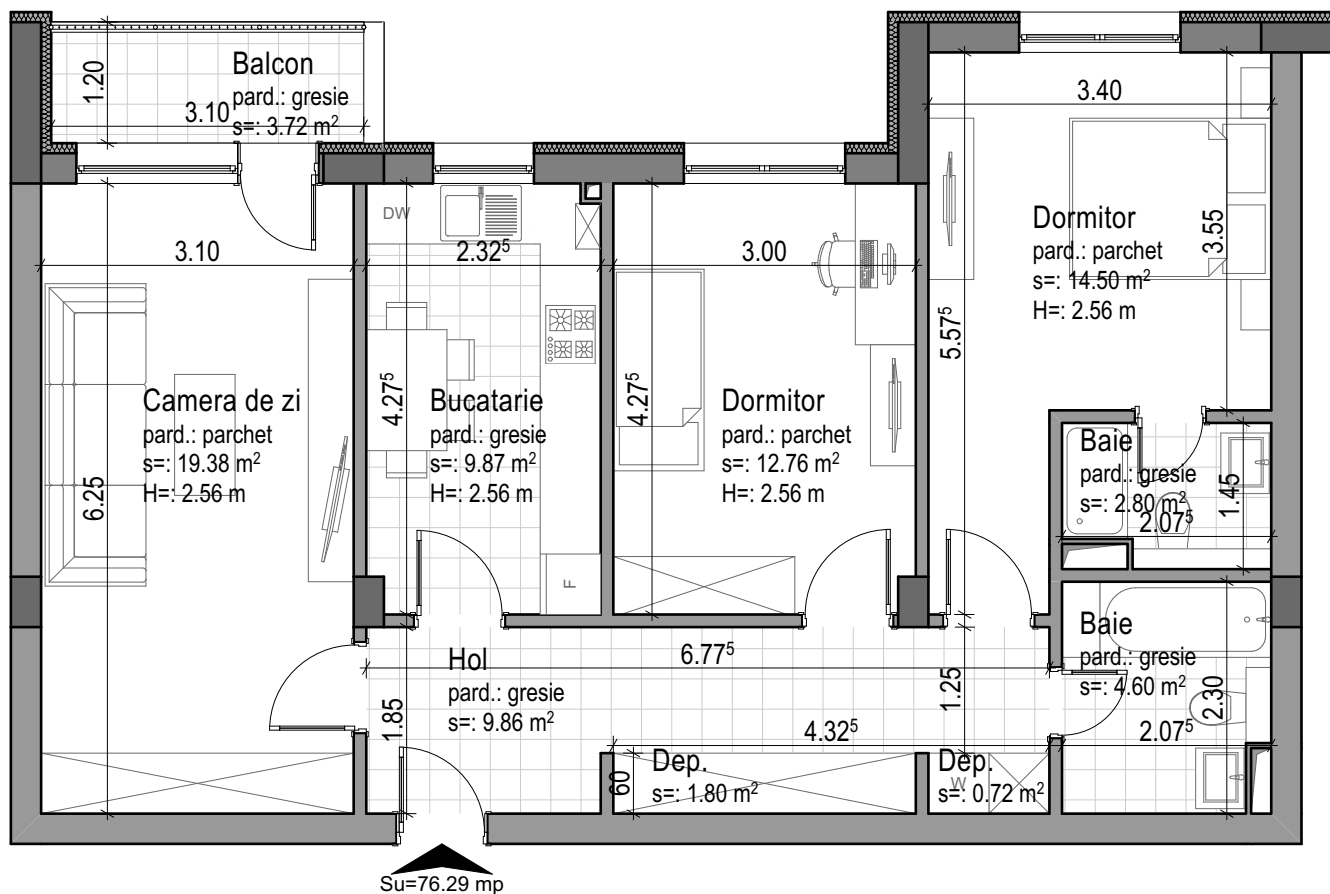 Balcon
pard.: gresie
s=: 3.72 m²
1.20
3.10
3.40
Dormitor
pard.: parchet
s=: 14.50 m²
H=: 2.56 m
3.55
5.57⁵
DW
3.10
2.32⁵
3.00
Camera de zi
pard.: parchet
s=: 19.38 m²
H=: 2.56 m
6.25
Bucatarie
pard.: gresie
s=: 9.87 m²
H=: 2.56 m
4.27⁵
F
Dormitor
pard.: parchet
s=: 12.76 m²
H=: 2.56 m
4.27⁵
Baie
pard.: gresie
s=: 2.80 m²
2.07⁵
1.45
Hol
pard.: gresie
s=: 9.86 m²
1.85
6.77⁵
1.25
4.32⁵
Baie
pard.: gresie
s=: 4.60 m²
2.30
2.07⁵
60
Dep.
s=: 1.80 m²
Dep.
W
s=: 0.72 m²
Su=76.29 mp